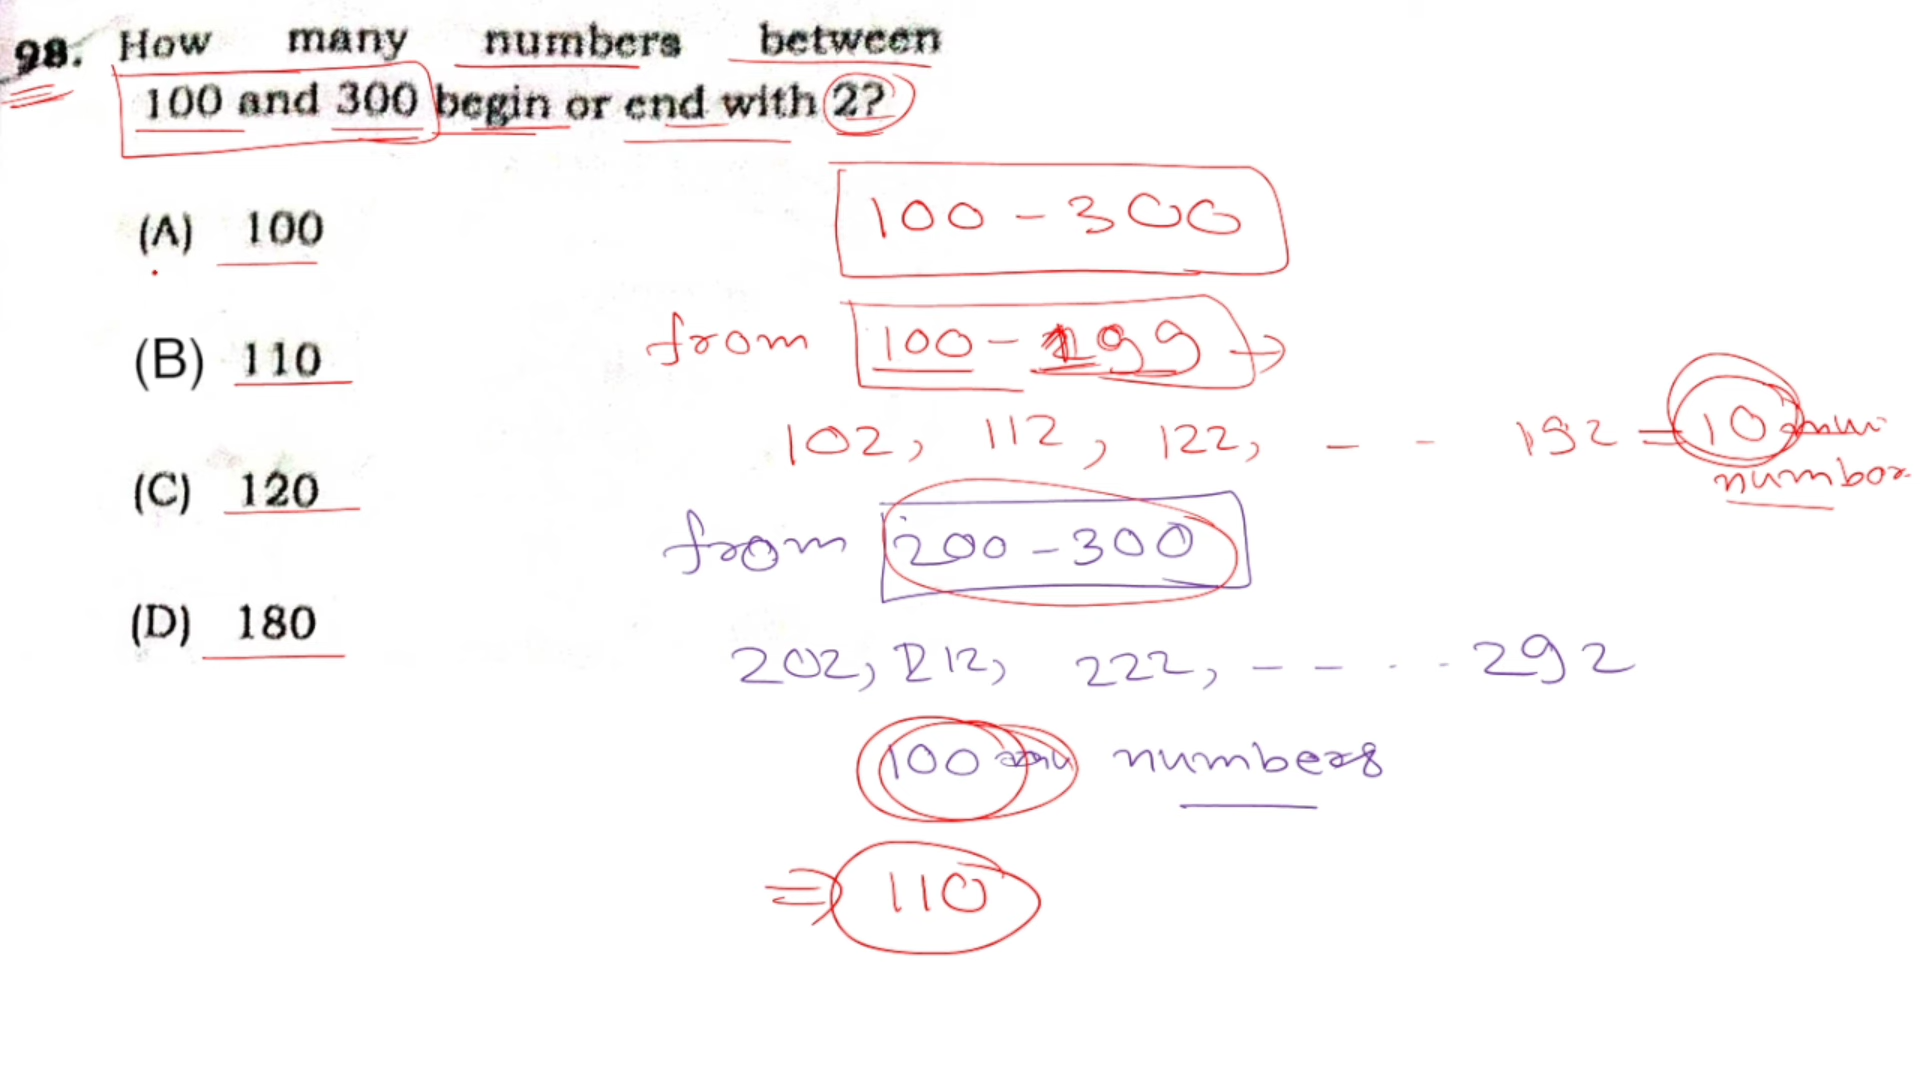 98. How many numbers between
100 and 300 begin or end with 2?
(A) 100
(B) 110
(C) 120
(D) 180
100 - 300
from 100 - 199 →
102, 112, 122, - - 192 = 10
number
from 200 - 300
202, 212, 222, - - - - 292
100 numbers
⇒ 110